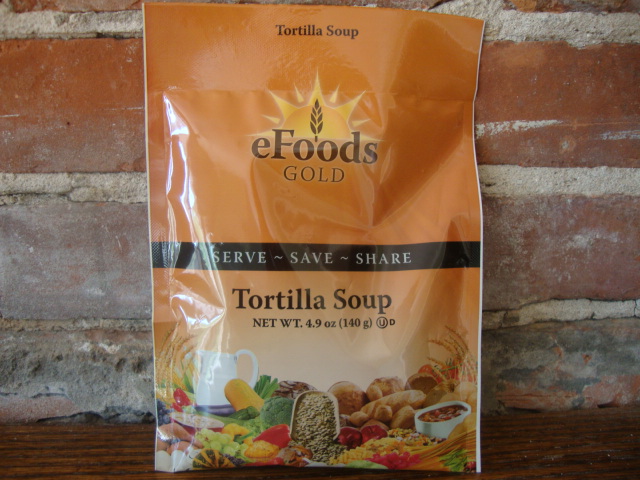 Tortilla Soup
eFoods
GOLD
SERVE ~ SAVE ~ SHARE
Tortilla Soup
NET WT. 4.9 oz (140 g) Ⓤ D